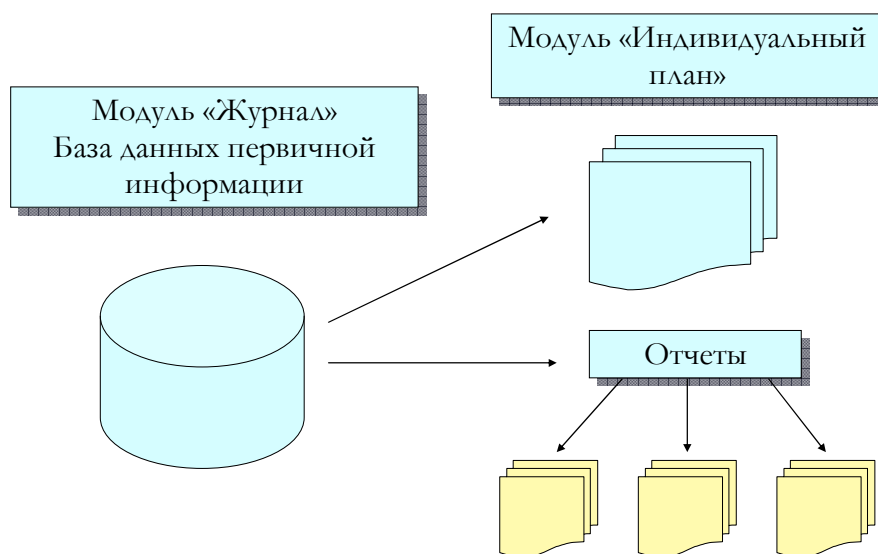 Модуль «Индивидуальный
план»
Модуль «Журнал»
База данных первичной
информации
Отчеты